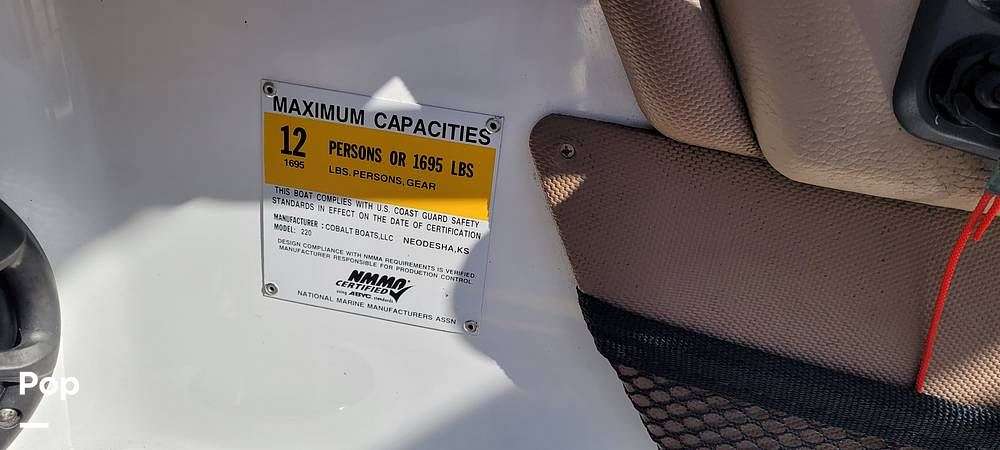 MAXIMUM CAPACITIES
12 PERSONS OR 1695 LBS
1695 LBS. PERSONS, GEAR
THIS BOAT COMPLIES WITH U.S. COAST GUARD SAFETY
STANDARDS IN EFFECT ON THE DATE OF CERTIFICATION
MANUFACTURER: COBALT BOATS,LLC NEODESHA,KS
MODEL: 220
DESIGN COMPLIANCE WITH NMMA REQUIREMENTS IS VERIFIED
MANUFACTURER RESPONSIBLE FOR PRODUCTION CONTROL
NMMA
CERTIFIED
using ABYC standards
NATIONAL MARINE MANUFACTURERS ASSN
Pop